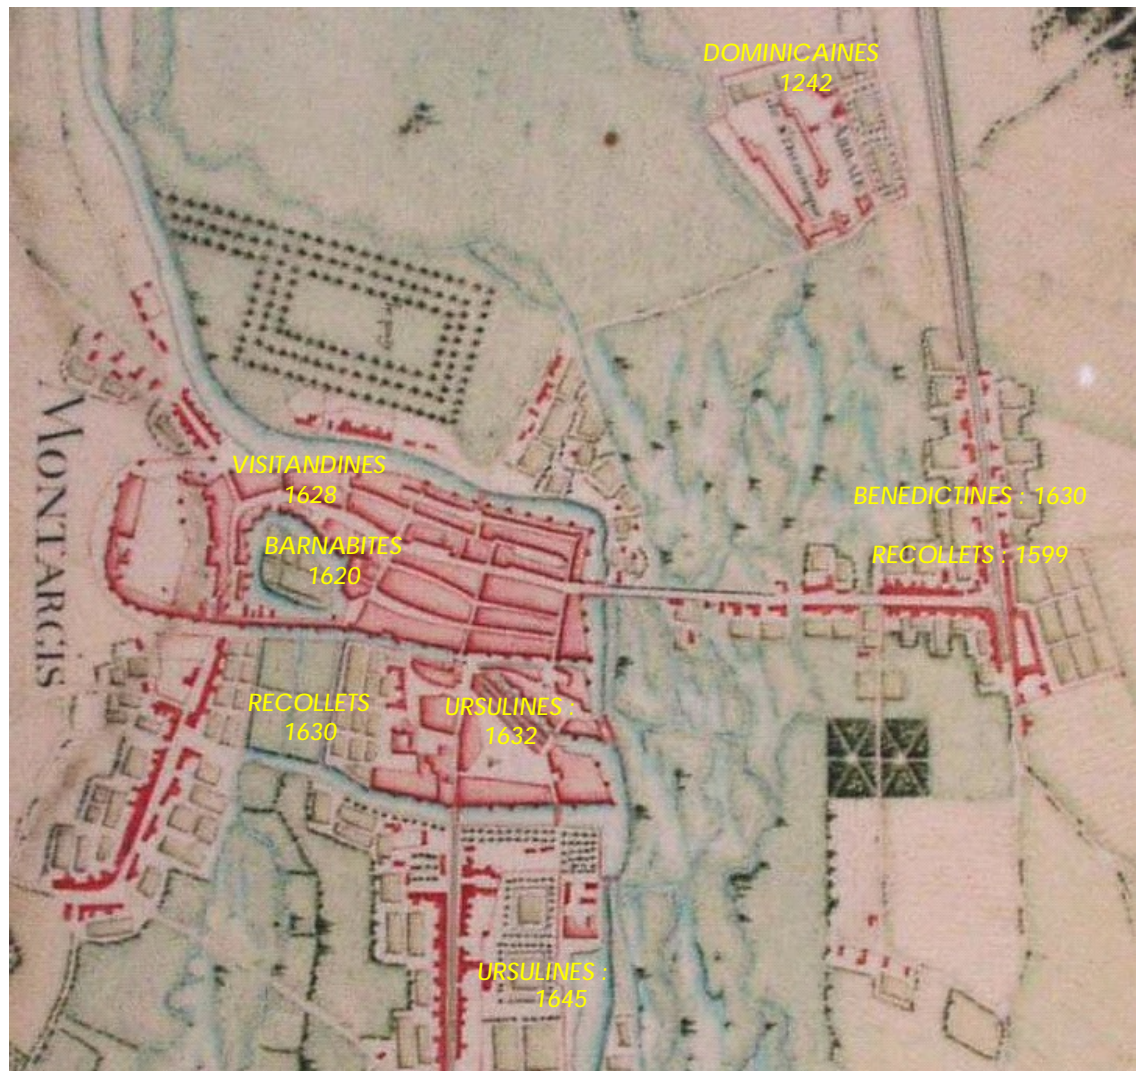 DOMINICAINES
1242
MONTARGIS
VISITANDINES
1628
BENEDICTINES : 1630
BARNABITES
1620
RECOLLETS : 1599
RECOLLETS
1630
URSULINES :
1632
URSULINES :
1645